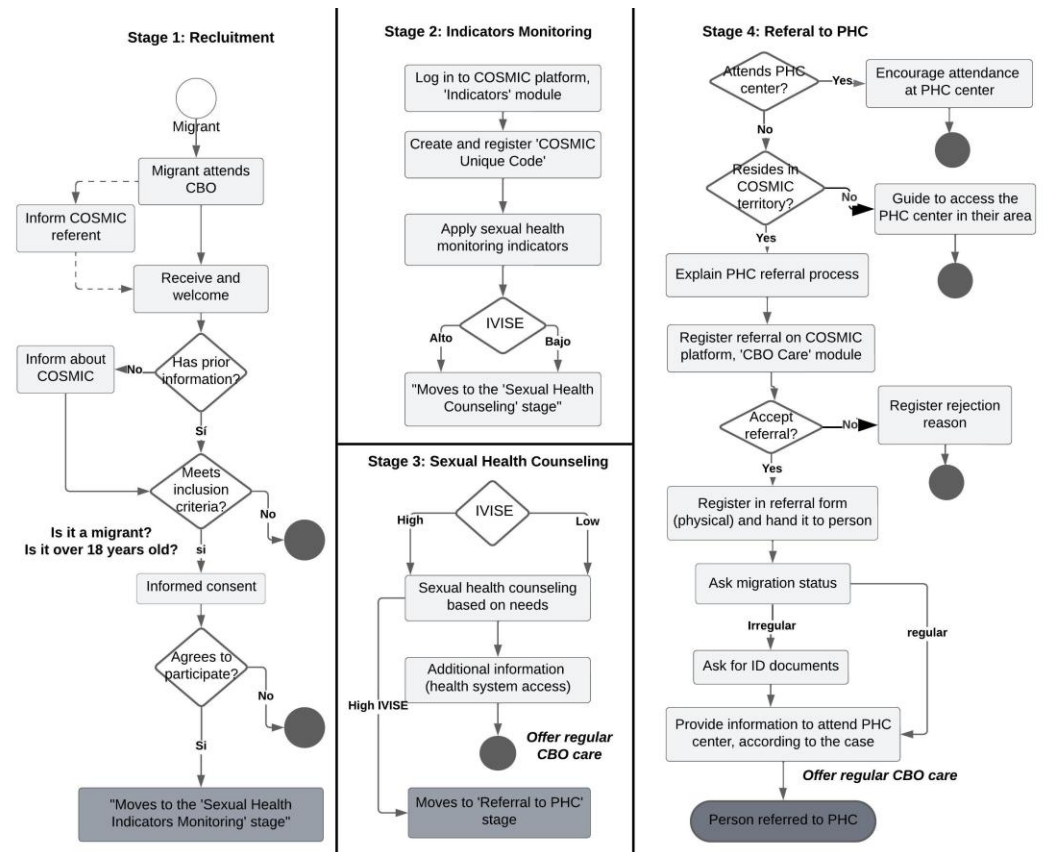 Stage 1: Recluitment
Migrant
Migrant attends
CBO
Inform COSMIC
referent
Receive and
welcome
Has prior
information?
No
Inform about
COSMIC
Sí
Meets
inclusion
criteria?
No
Is it a migrant?
Is it over 18 years old?
si
Informed consent
Agrees to
participate?
No
Si
"Moves to the 'Sexual Health
Indicators Monitoring' stage"
Stage 2: Indicators Monitoring
Log in to COSMIC platform,
'Indicators' module
Create and register 'COSMIC
Unique Code'
Apply sexual health
monitoring indicators
IVISE
Alto
Bajo
"Moves to the 'Sexual Health
Counseling' stage"
Stage 3: Sexual Health Counseling
IVISE
High
Low
Sexual health counseling
based on needs
Additional information
(health system access)
High IVISE
Offer regular
CBO care
Moves to 'Referral to PHC'
stage
Stage 4: Referal to PHC
Attends PHC
center?
Yes
Encourage attendance
at PHC center
No
Resides in
COSMIC
territory?
No
Guide to access the
PHC center in their area
Yes
Explain PHC referral process
Register referral on COSMIC
platform, 'CBO Care' module
Accept
referral?
No
Register rejection
reason
Yes
Register in referral form
(physical) and hand it to person
Ask migration status
Irregular
regular
Ask for ID documents
Provide information to attend PHC
center, according to the case
Offer regular CBO care
Person referred to PHC